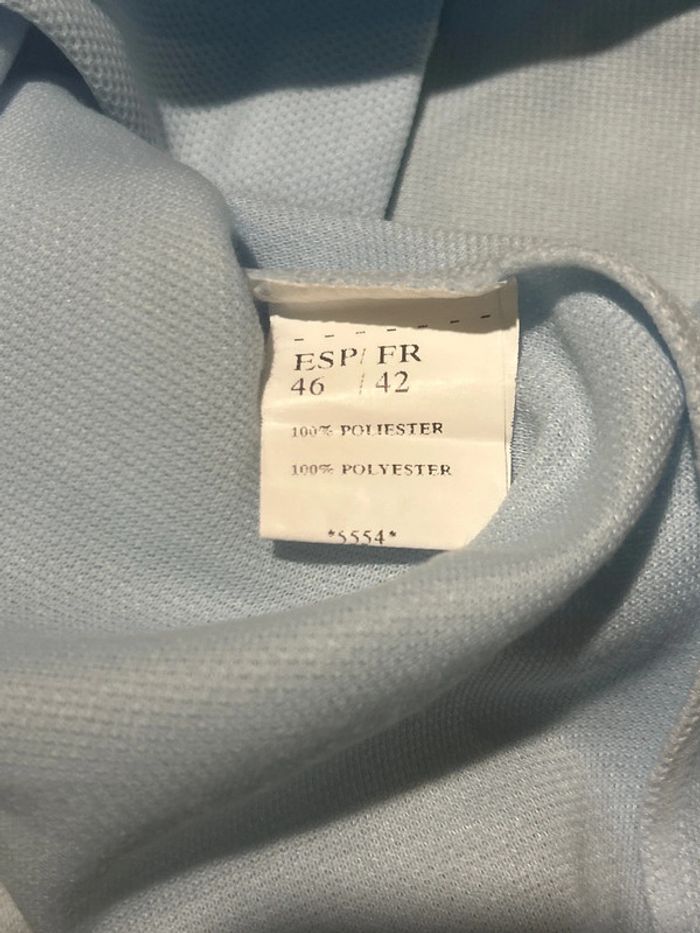 - - - - - - -
ESP/ FR
46 / 42
100% POLIESTER
100% POLYESTER
*5554*